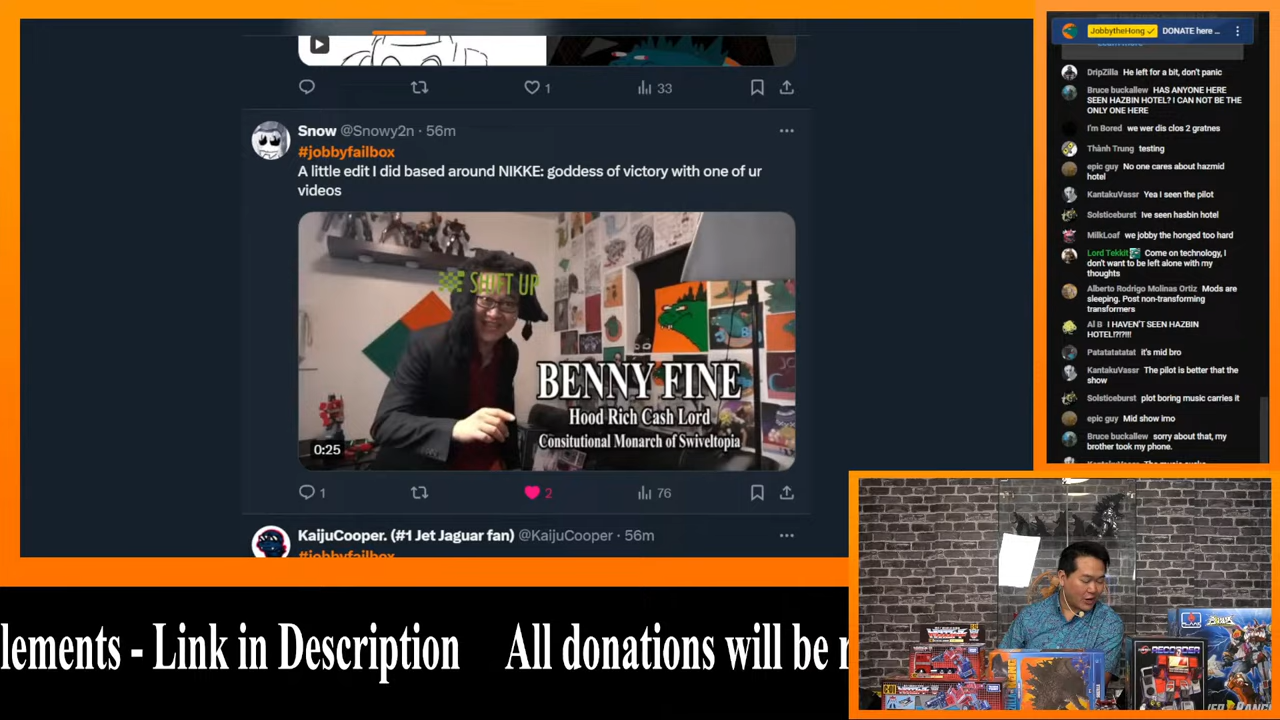 1
33
Snow @Snowy2n · 56m
#jobbyfailbox
A little edit I did based around NIKKE: goddess of victory with one of ur
videos
SHIFT UP
BENNY FINE
Hood Rich Cash Lord
Consitutional Monarch of Swiveltopia
0:25
1
2
76
KaijuCooper. (#1 Jet Jaguar fan) @KaijuCooper · 56m
#jobbyfailbox
lements - Link in Description All donations will be r
JobbytheHong DONATE here ...
Learn more
DripZilla He left for a bit, don't panic
Bruce buckallew HAS ANYONE HERE
SEEN HAZBIN HOTEL? I CAN NOT BE THE
ONLY ONE HERE
I'm Bored we wer dis clos 2 gratnes
Thành Trung testing
epic guy No one cares about hazmid
hotel
KantakuVassr Yea I seen the pilot
Solsticeburst Ive seen hasbin hotel
MilkLoaf we jobby the honged too hard
Lord Tekkit Come on technology, I
don't want to be left alone with my
thoughts
Alberto Rodrigo Molinas Ortiz Mods are
sleeping. Post non-transforming
transformers
Al B I HAVEN'T SEEN HAZBIN
HOTEL!?!?!!!
Patatatatatat it's mid bro
KantakuVassr The pilot is better that the
show
Solsticeburst plot boring music carries it
epic guy Mid show imo
Bruce buckallew sorry about that, my
brother took my phone.
RECORDER